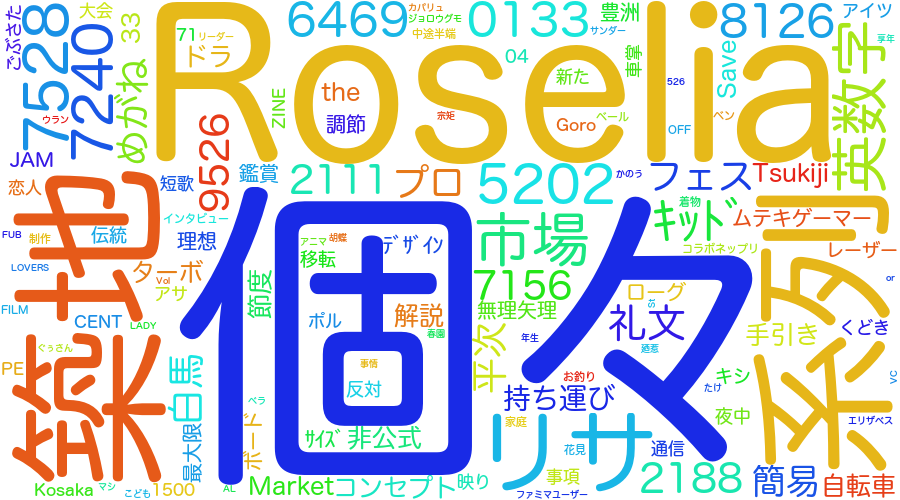 Roselia
個々
築地
系列
英数字
リサ
市場
5202
7528
7240
6469
0133
8126
9526
2111
7156
2188
プロ
フェス
ｷｯﾄﾞ
礼文
持ち運び
簡易
自転車
Tsukiji
ムテキゲーマー
レーザー
コラボネップリ
着物
かのう
ローグ
手引き
くどき
キシ
夜中
通信
お釣り
家庭
花見
事項
ファミマユーザー
エリザベス
たけ
廻惹
年生
無理矢理
平次
解説
ﾃﾞｻﾞｲﾝ
移転
アニマ
胡蝶
春園
事情
反対
ポル
ｻｲｽﾞ
非公式
コンセプト
映り
Market
節度
ボード
最大限
白馬
理想
インタビュー
短歌
鑑賞
ターボ
アサ
Vol
伝統
制作
恋人
FUB
LOVERS
FILM
CENT
LADY
PE
ぐぅさん
Kosaka
マシ
こども
1500
AL
ベラ
JAM
めがね
33
大会
ごぶさた
ウラン
71
リーダー
ドラ
ZINE
the
調節
カバリュ
ジョロウグモ
中途半端
サンダー
04
新た
Goro
ベール
宗矩
豊洲
車寧
526
OFF
Save
ベン
アイツ
享年
or
VC